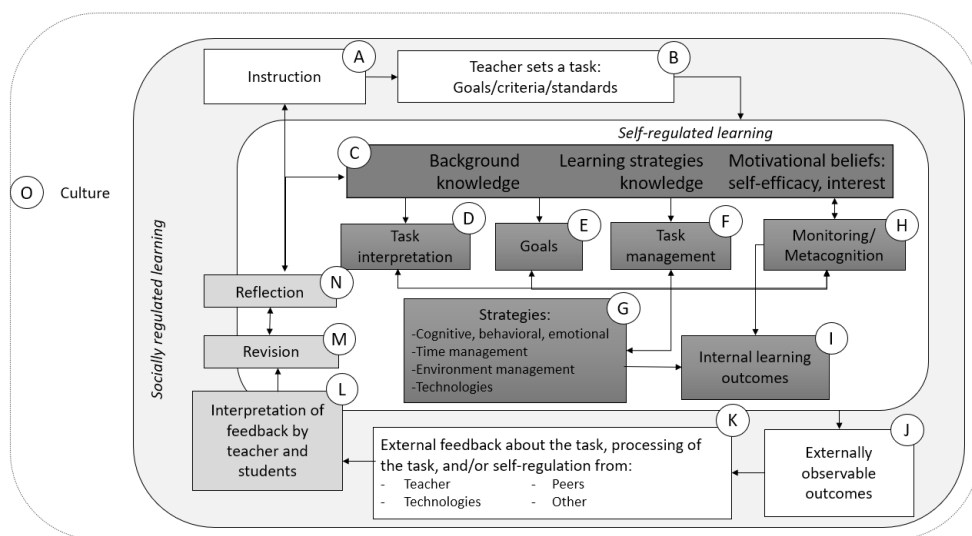 A
Instruction
B
Teacher sets a task:
Goals/criteria/standards
Self-regulated learning
C
Background
knowledge
Learning strategies
knowledge
Motivational beliefs:
self-efficacy, interest
D
Task
interpretation
E
Goals
F
Task
management
H
Monitoring/
Metacognition
O
Culture
Socially regulated learning
N
Reflection
M
Revision
G
Strategies:
-Cognitive, behavioral, emotional
-Time management
-Environment management
-Technologies
I
Internal learning
outcomes
L
Interpretation of
feedback by
teacher and
students
K
External feedback about the task, processing of
the task, and/or self-regulation from:
- Teacher - Peers
- Technologies - Other
J
Externally
observable
outcomes